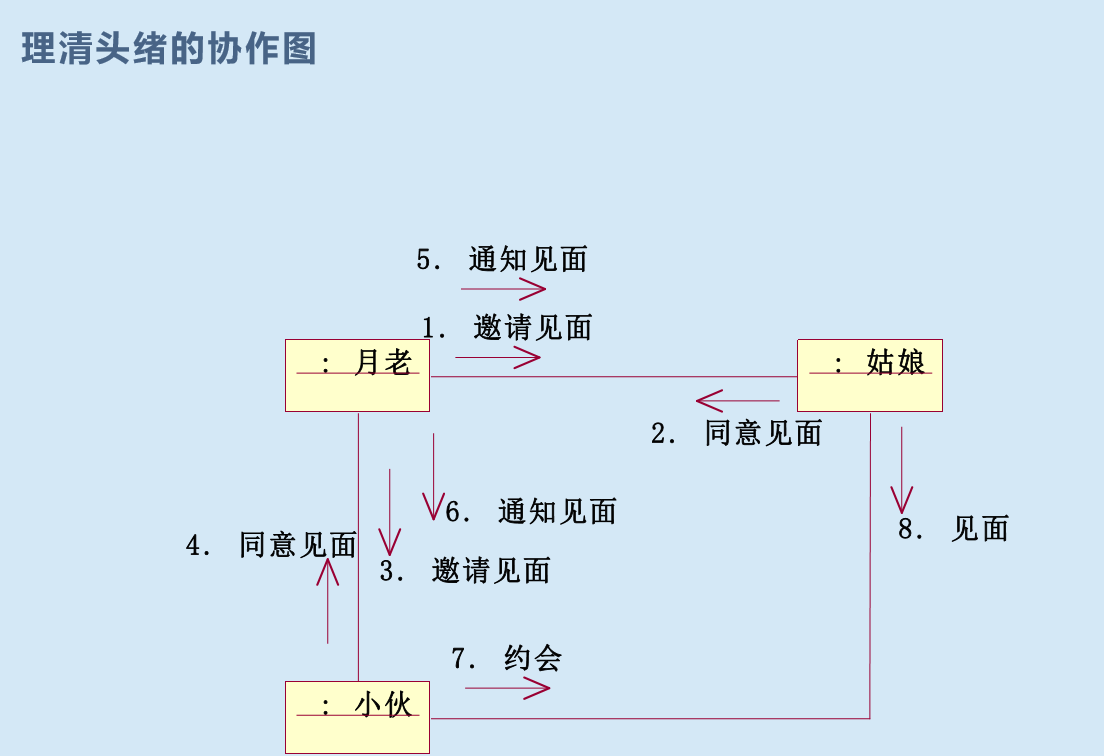 理清头绪的协作图
5. 通知见面
1. 邀请见面
: 月老
: 姑娘
2. 同意见面
6. 通知见面
8. 见面
4. 同意见面
3. 邀请见面
7. 约会
: 小伙